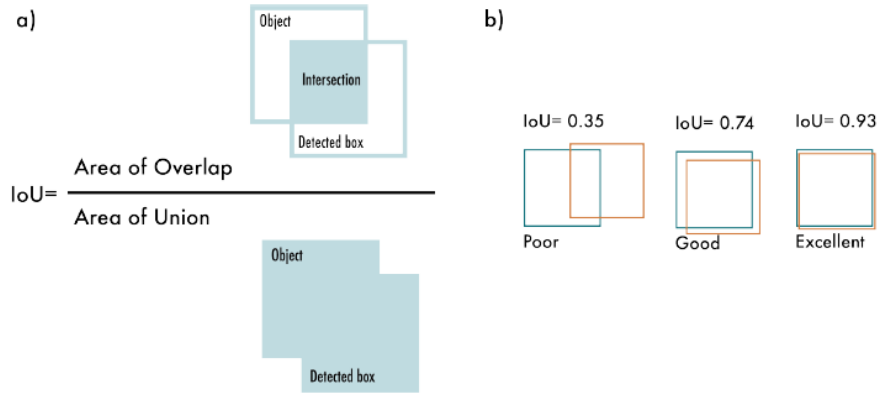 a)
Object
Intersection
Detected box
Area of Overlap
IoU=
Area of Union
Object
Detected box
b)
IoU= 0.35
IoU= 0.74
IoU= 0.93
Poor
Good
Excellent